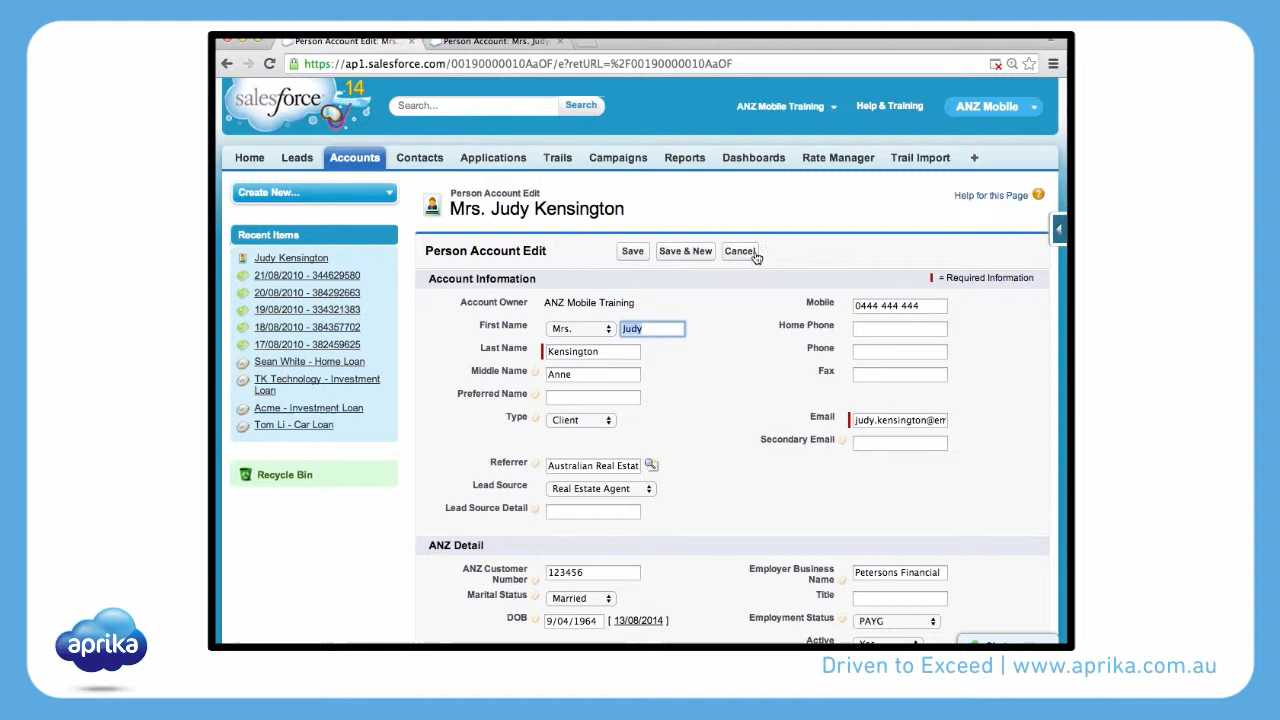 Person Account Edit: Mrs.
Person Account: Mrs. Judy
https://ap1.salesforce.com/00190000010AaOF/e?retURL=%2F00190000010AaOF
salesforce
14
Search...
Search
ANZ Mobile Training
Help & Training
ANZ Mobile
Home
Leads
Accounts
Contacts
Applications
Trails
Campaigns
Reports
Dashboards
Rate Manager
Trail Import
+
Create New...
Recent Items
Judy Kensington
21/08/2010 - 344629580
20/08/2010 - 384292663
19/08/2010 - 334321383
18/08/2010 - 384357702
17/08/2010 - 382459625
Sean White - Home Loan
TK Technology - Investment
Loan
Acme - Investment Loan
Tom Li - Car Loan
Recycle Bin
Person Account Edit
Mrs. Judy Kensington
Help for this Page
?
Person Account Edit
Save
Save & New
Cancel
Account Information
= Required Information
Account Owner
ANZ Mobile Training
First Name
Mrs.
Judy
Last Name
Kensington
Middle Name
Anne
Preferred Name
Type
Client
Referrer
Australian Real Estat
Lead Source
Real Estate Agent
Lead Source Detail
Mobile
0444 444 444
Home Phone
Phone
Fax
Email
judy.kensington@em
Secondary Email
ANZ Detail
ANZ Customer
Number
123456
Marital Status
Married
DOB
9/04/1964
[ 13/08/2014 ]
Employer Business
Name
Petersons Financial
Title
Employment Status
PAYG
Active
aprika
Driven to Exceed | www.aprika.com.au